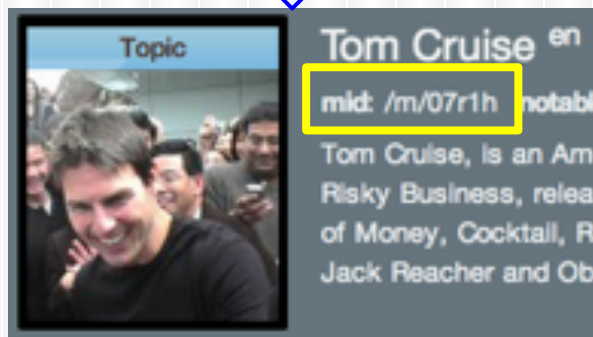 Topic
Tom Cruise en
mid: /m/07r1h notabl
Tom Cruise, is an Am
Risky Business, relea
of Money, Cocktail, R
Jack Reacher and Ob